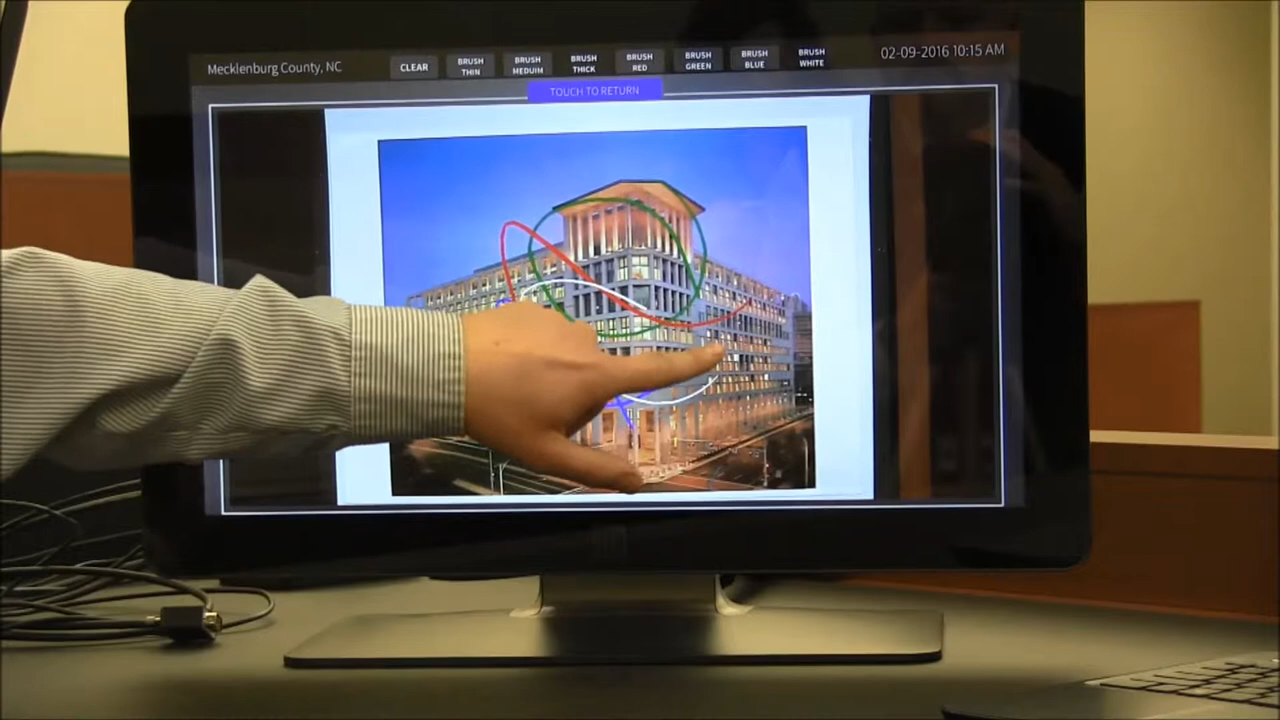 Mecklenburg County, NC
CLEAR
BRUSH
THIN
BRUSH
MEDUIM
BRUSH
THICK
BRUSH
RED
BRUSH
GREEN
BRUSH
BLUE
BRUSH
WHITE
02-09-2016 10:15 AM
TOUCH TO RETURN